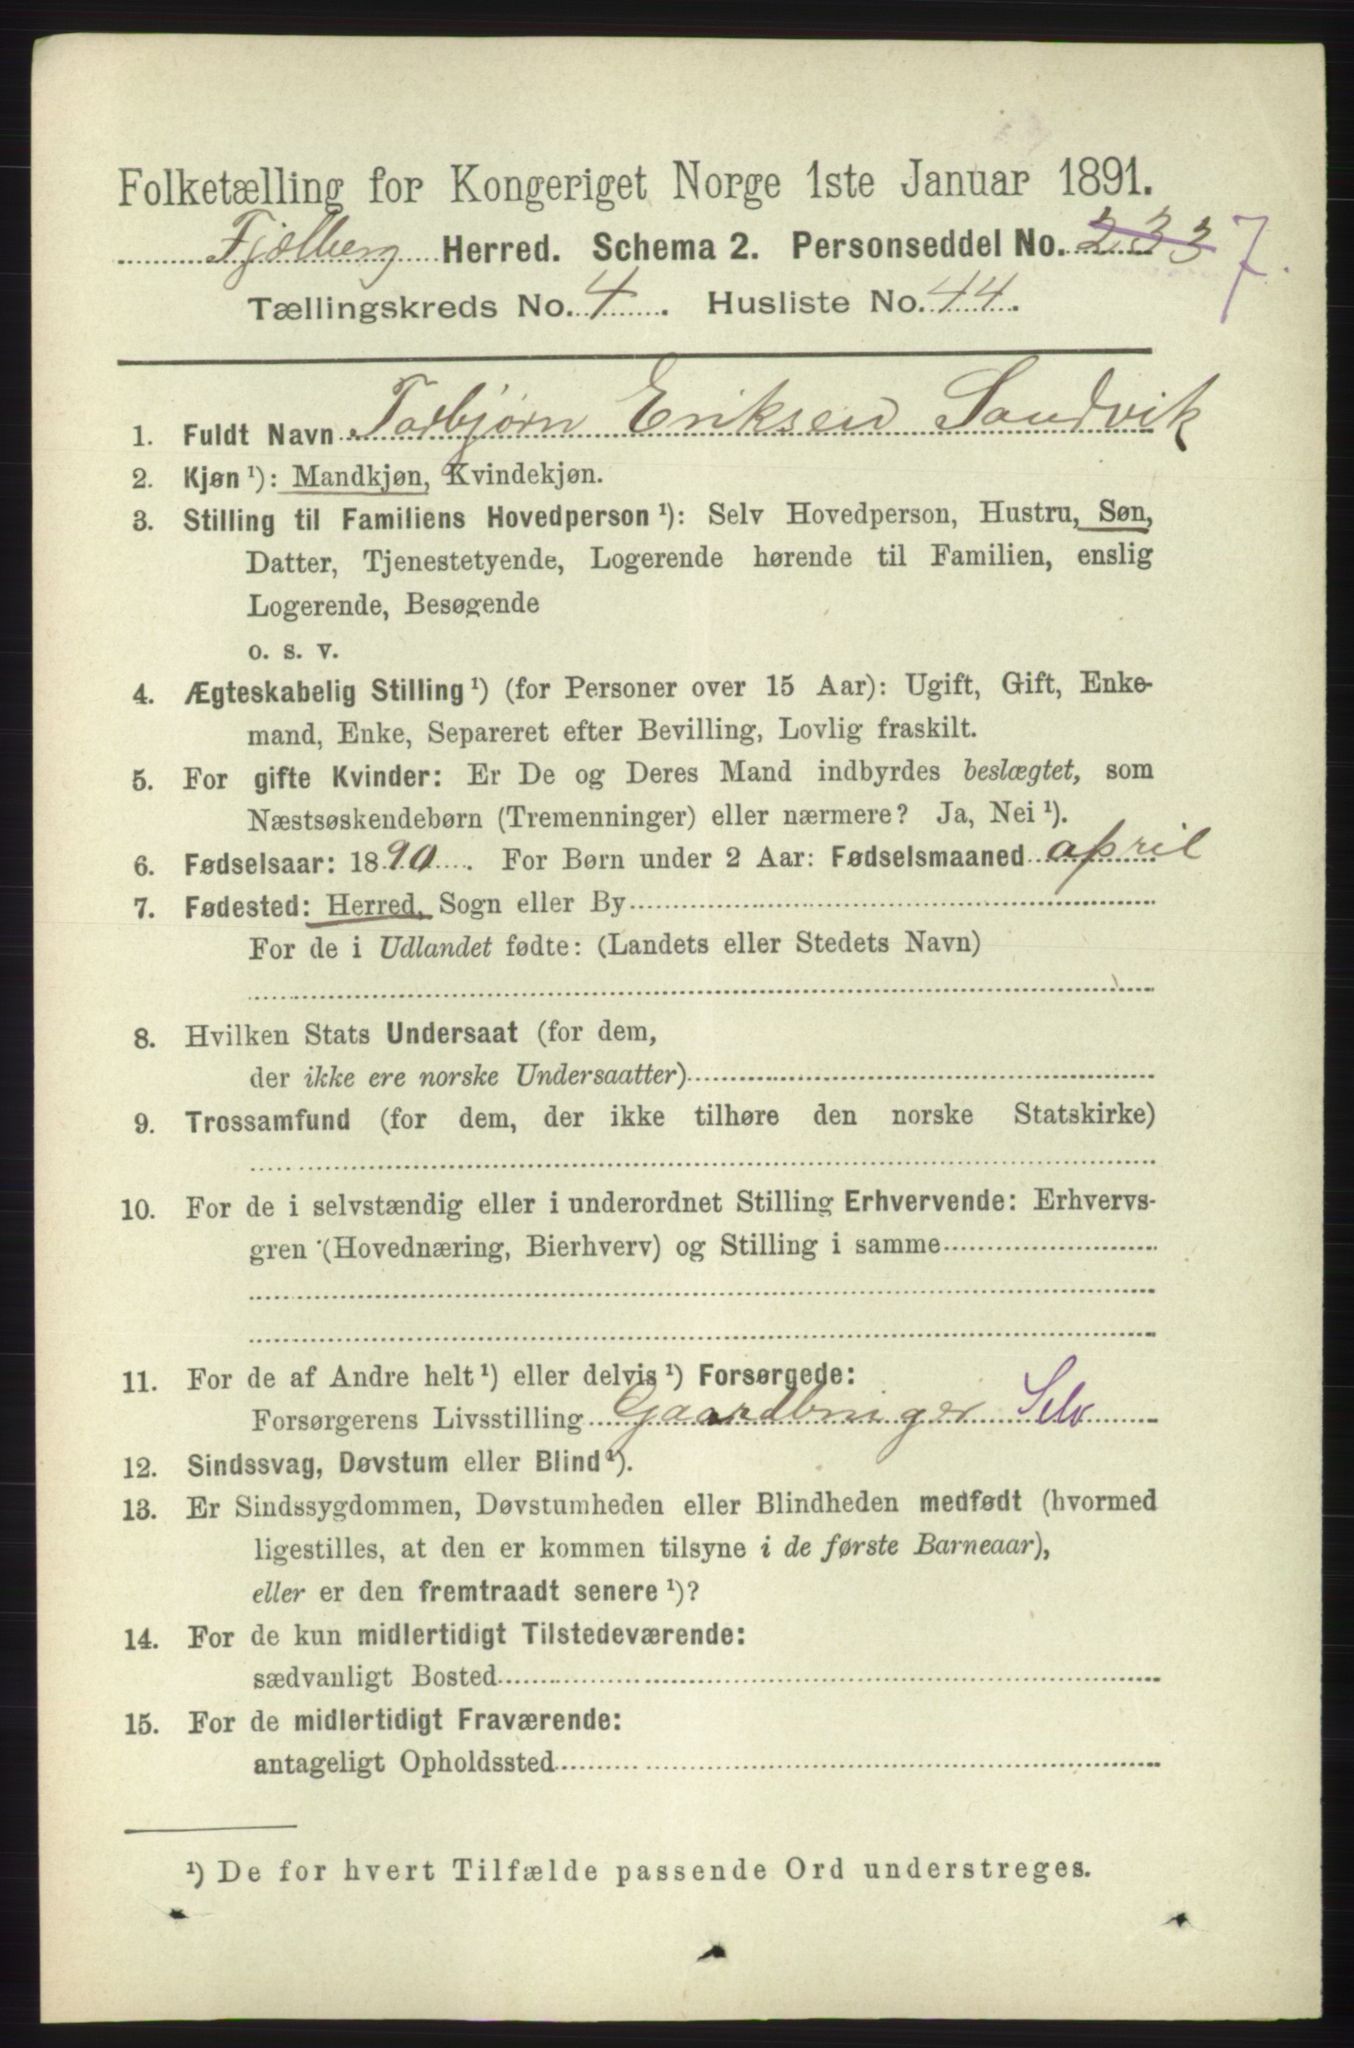 Folketælling for Kongeriget Norge 1ste Januar 1891.
Fjelberg Herred. Schema 2. Personseddel No. 233 7.
Tællingskreds No. 4. Husliste No. 44.
1. Fuldt Navn Torbjørn Eriksen Sandvik
2. Kjøn ¹): Mandkjøn, Kvindekjøn.
3. Stilling til Familiens Hovedperson ¹): Selv Hovedperson, Hustru, Søn,
Datter, Tjenestetyende, Logerende hørende til Familien, enslig
Logerende, Besøgende
o. s. v.
4. Ægteskabelig Stilling ¹) (for Personer over 15 Aar): Ugift, Gift, Enke-
mand, Enke, Separeret efter Bevilling, Lovlig fraskilt.
5. For gifte Kvinder: Er De og Deres Mand indbyrdes beslægtet, som
Næstsøskendebørn (Tremenninger) eller nærmere? Ja, Nei ¹).
6. Fødselsaar: 1890. For Børn under 2 Aar: Fødselsmaaned april
7. Fødested: Herred, Sogn eller By
For de i Udlandet fødte: (Landets eller Stedets Navn)
8. Hvilken Stats Undersaat (for dem,
der ikke ere norske Undersaatter)
9. Trossamfund (for dem, der ikke tilhøre den norske Statskirke)
10. For de i selvstændig eller i underordnet Stilling Erhvervende: Erhvervs-
gren (Hovednæring, Bierhverv) og Stilling i samme
11. For de af Andre helt ¹) eller delvis ¹) Forsørgede:
Forsørgerens Livsstilling Gaardbruger Selv
12. Sindssvag, Døvstum eller Blind ¹).
13. Er Sindssygdommen, Døvstumheden eller Blindheden medfødt (hvormed
ligestilles, at den er kommen tilsyne i de første Barneaar),
eller er den fremtraadt senere ¹)?
14. For de kun midlertidigt Tilstedeværende:
sædvanligt Bosted
15. For de midlertidigt Fraværende:
antageligt Opholdssted
¹) De for hvert Tilfælde passende Ord understreges.